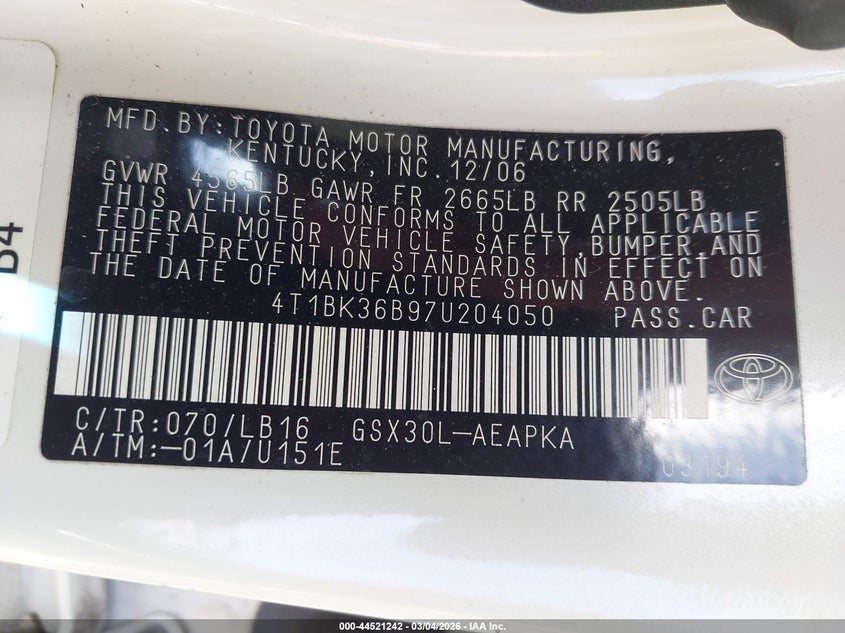 MFD.BY:TOYOTA MOTOR MANUFACTURING,
KENTUCKY,INC.12/06
GVWR 4565LB GAWR FR 2665LB RR 2505LB
THIS VEHICLE CONFORMS TO ALL APPLICABLE
FEDERAL MOTOR VEHICLE SAFETY,BUMPER,AND
THEFT PREVENTION STANDARDS IN EFFECT ON
THE DATE OF MANUFACTURE SHOWN ABOVE.
4T1BK36B97U204050 PASS.CAR
C/TR:070/LB16 GSX30L-AEAPKA
A/TM:-01A/U151E
03194
B4
000-44521242 - 03/04/2026 - IAA Inc.